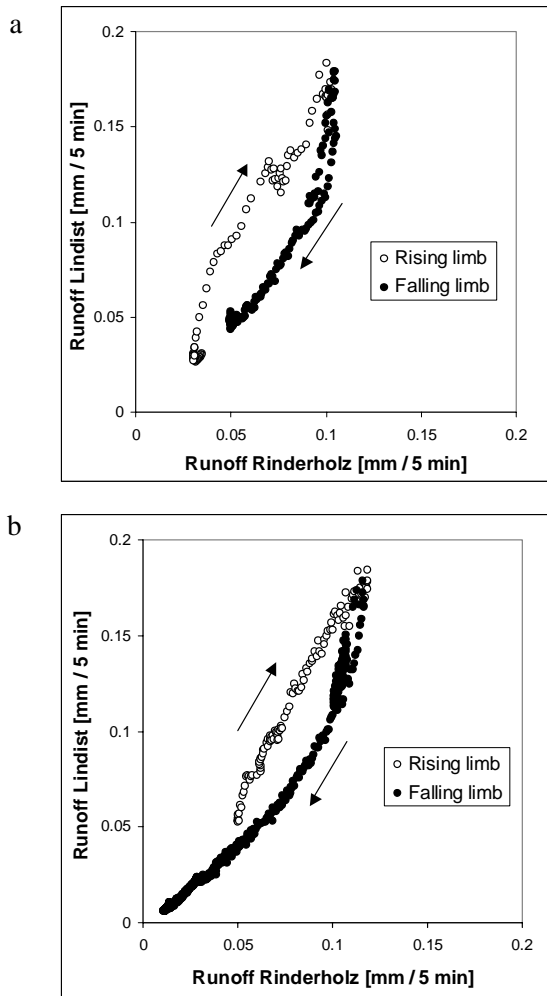 a
0.2
0.15
0.1
0.05
0
Runoff Lindist [mm / 5 min]
Rising limb
Falling limb
0 0.05 0.1 0.15 0.2
Runoff Rinderholz [mm / 5 min]
b
0.2
0.15
0.1
0.05
0
Runoff Lindist [mm / 5 min]
Rising limb
Falling limb
0 0.05 0.1 0.15 0.2
Runoff Rinderholz [mm / 5 min]